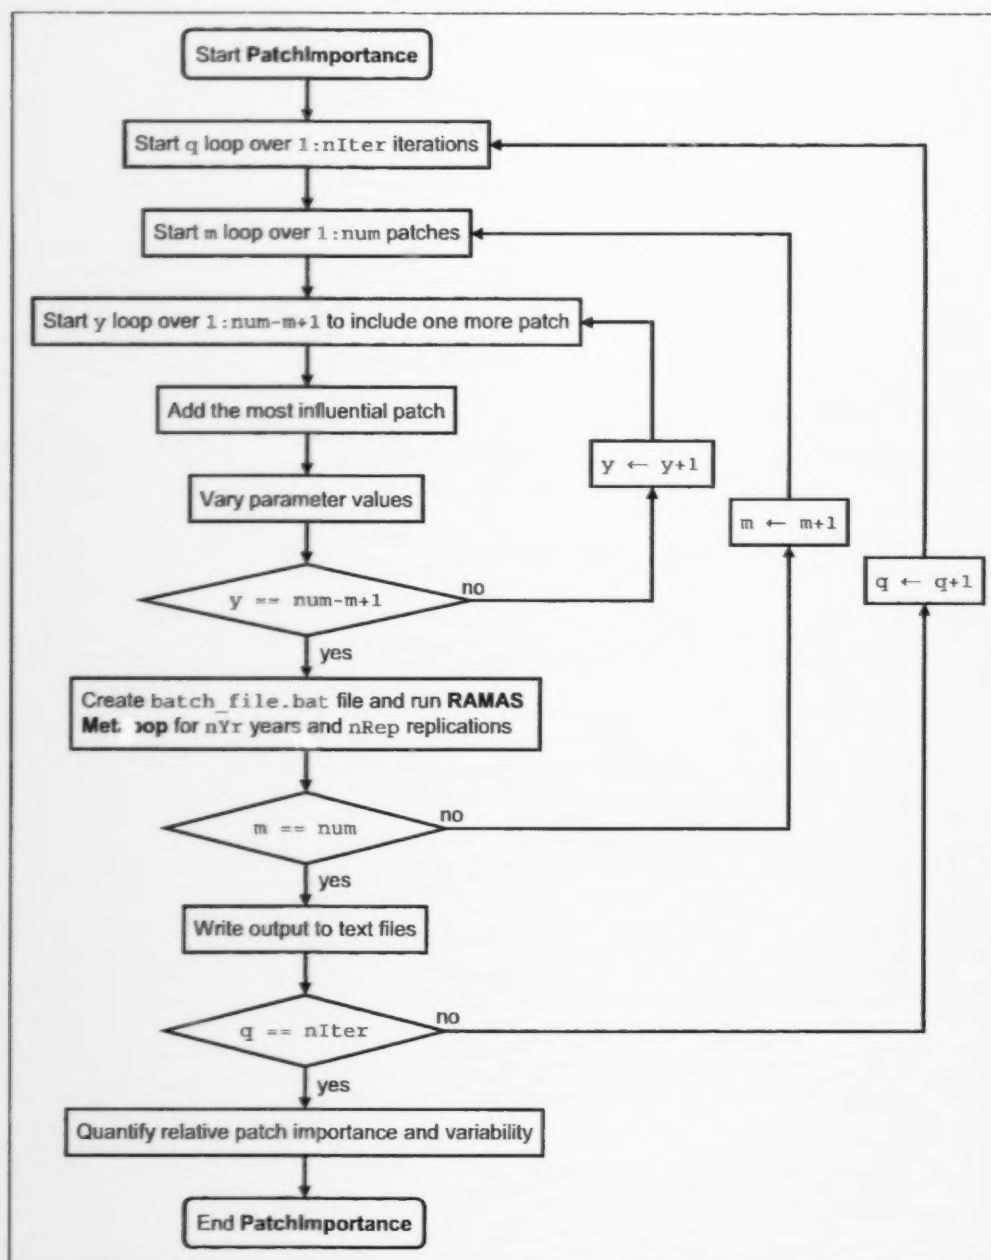 Start PatchImportance
Start q loop over 1:nIter iterations
Start m loop over 1:num patches
Start y loop over 1:num-m+1 to include one more patch
Add the most influential patch
y ← y+1
Vary parameter values
m ← m+1
q ← q+1
y == num-m+1
no
yes
Create batch_file.bat file and run RAMAS
for nYr years and nRep replications
m == num
no
yes
Write output to text files
q == nIter
no
yes
Quantify relative patch importance and variability
End PatchImportance